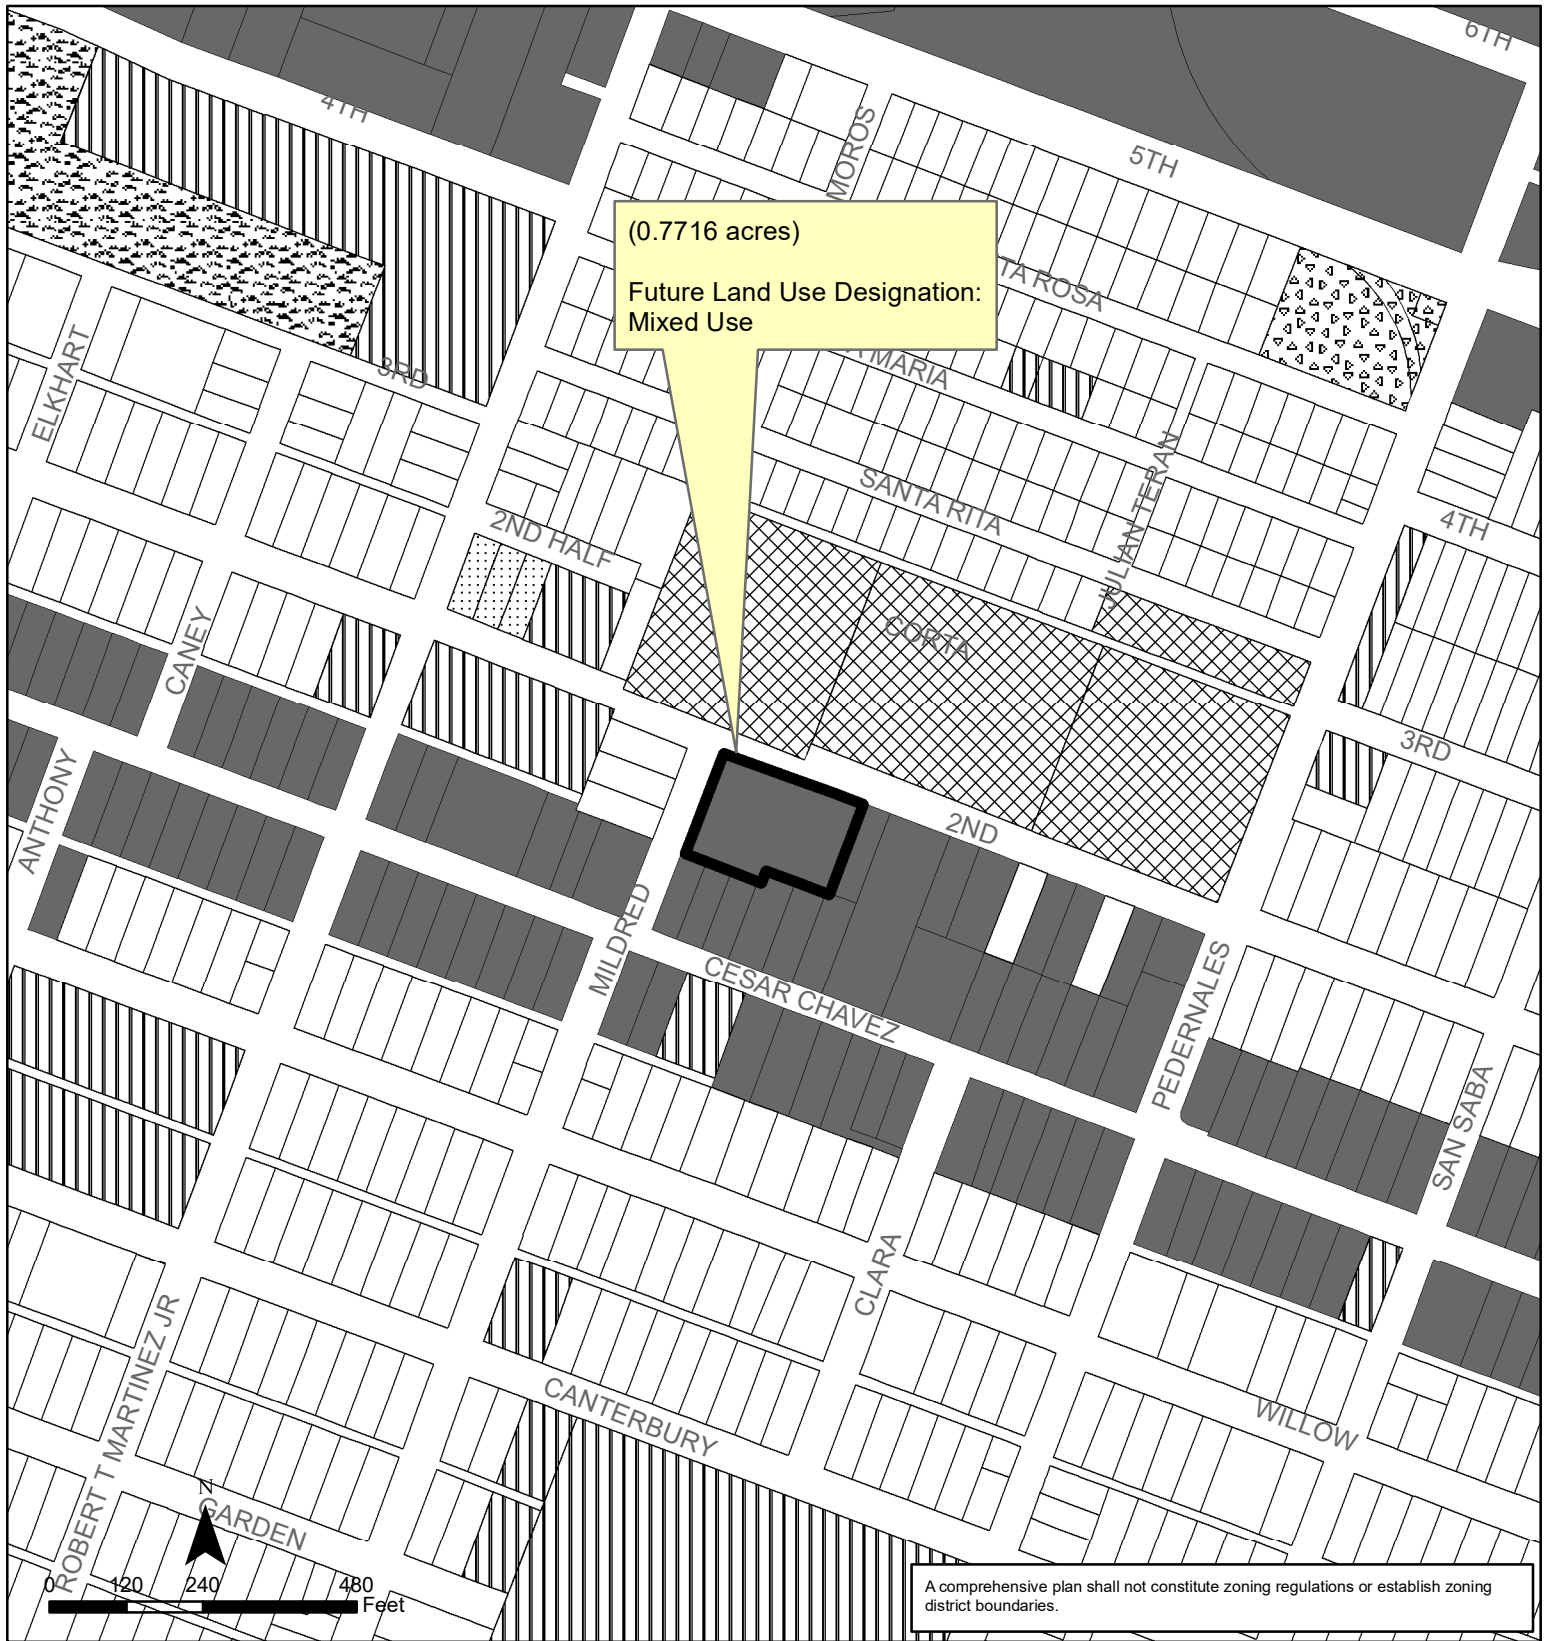 6TH
4TH
5TH
MOROS
(0.7716 acres)
Future Land Use Designation:
Mixed Use
TA ROSA
MARIA
3RD
ELKHART
SANTA RITA
JULIAN TERAN
4TH
2ND HALF
CORTA
CANEY
3RD
ANTHONY
2ND
MILDRED
CESAR CHAVEZ
PEDERNALES
SAN SABA
CLARA
ROBERT T MARTINEZ JR
CANTERBURY
WILLOW
N
GARDEN
0 120 240 480
Feet
A comprehensive plan shall not constitute zoning regulations or establish zoning
district boundaries.